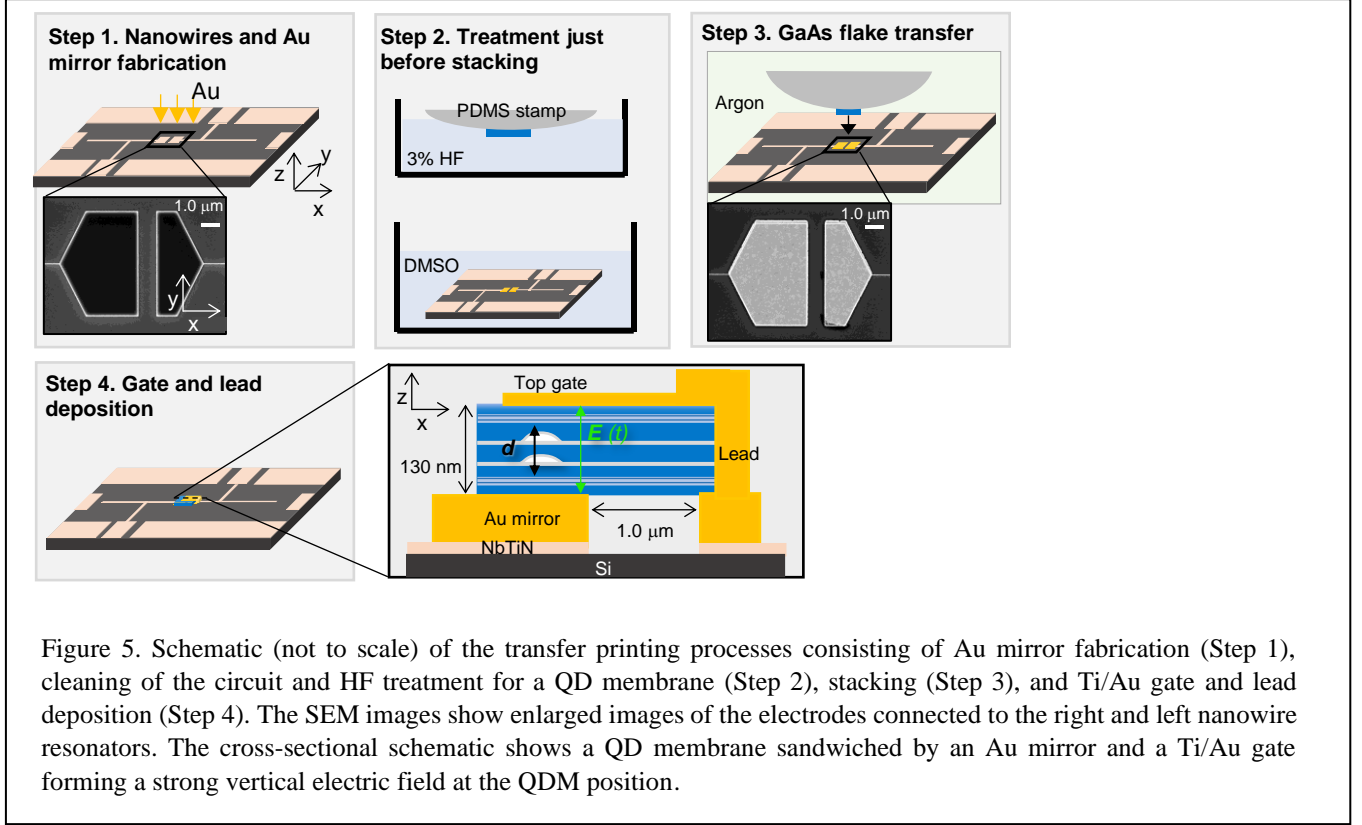 Step 1. Nanowires and Au
mirror fabrication
Au
z
y
x
1.0 μm
y
x
Step 2. Treatment just
before stacking
PDMS stamp
3% HF
DMSO
Step 3. GaAs flake transfer
Argon
1.0 μm
Step 4. Gate and lead
deposition
z
x
Top gate
E (t)
d
130 nm
Lead
Au mirror
1.0 μm
NbTiN
Si
Figure 5. Schematic (not to scale) of the transfer printing processes consisting of Au mirror fabrication (Step 1),
cleaning of the circuit and HF treatment for a QD membrane (Step 2), stacking (Step 3), and Ti/Au gate and lead
deposition (Step 4). The SEM images show enlarged images of the electrodes connected to the right and left nanowire
resonators. The cross-sectional schematic shows a QD membrane sandwiched by an Au mirror and a Ti/Au gate
forming a strong vertical electric field at the QDM position.